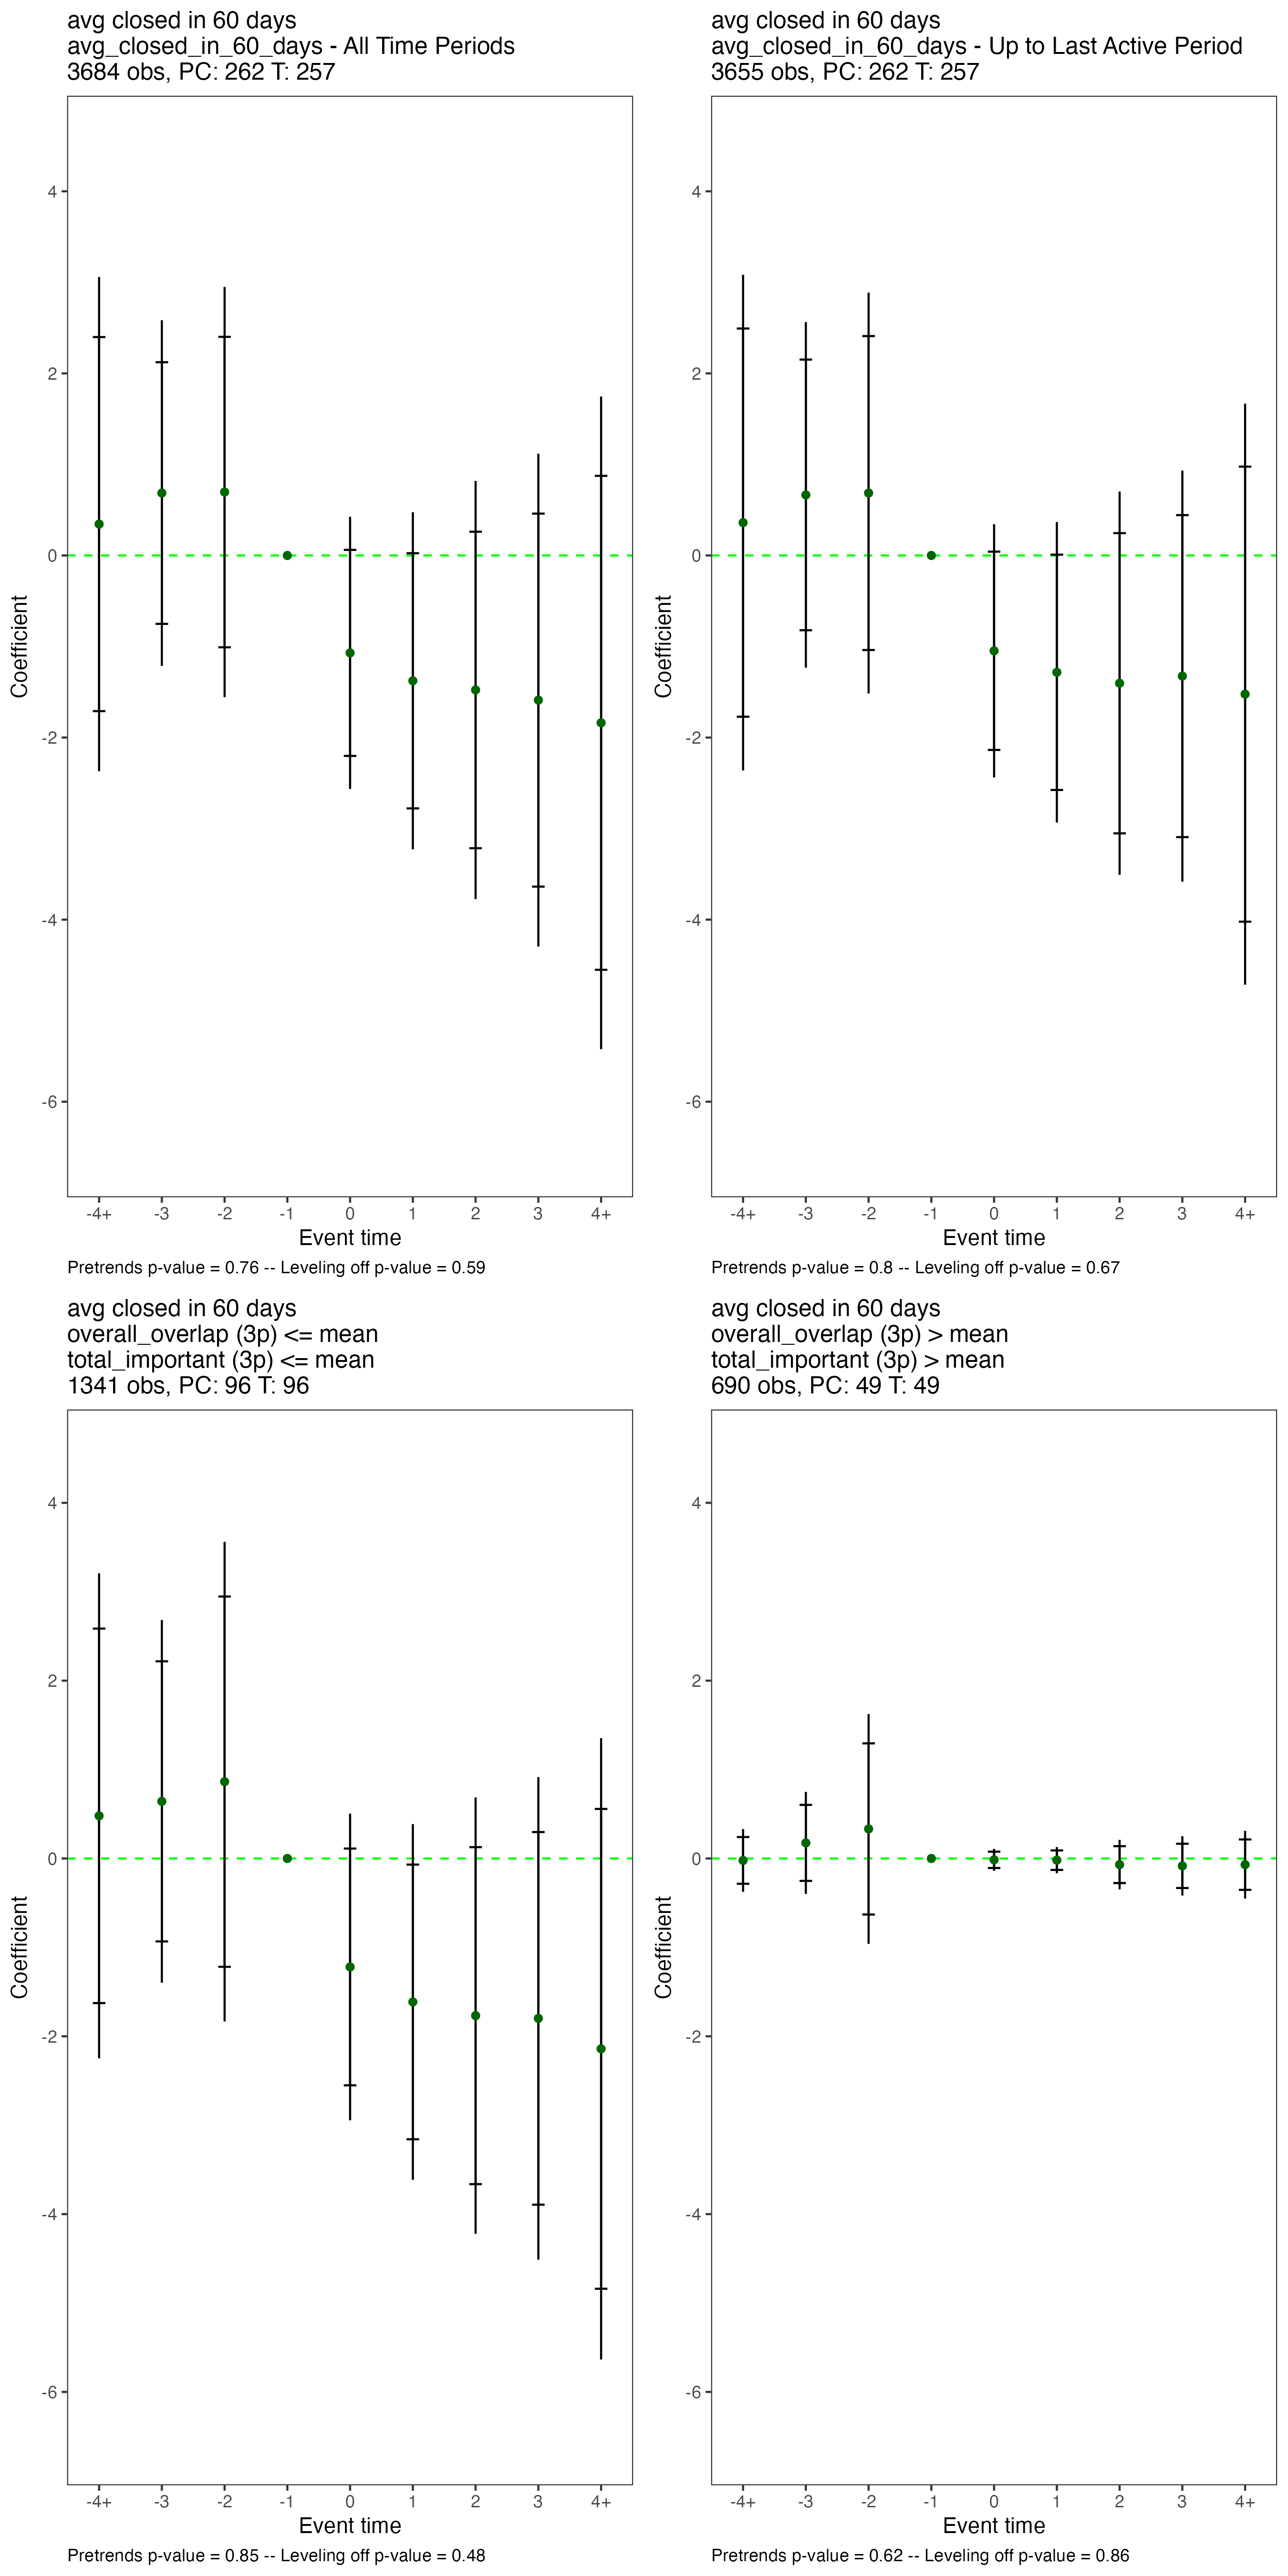 avg closed in 60 days
avg_closed_in_60_days - All Time Periods
3684 obs, PC: 262 T: 257
4
2
0
-2
-4
-6
Coefficient
-4+ -3 -2 -1 0 1 2 3 4+
Event time
Pretrends p-value = 0.76 -- Leveling off p-value = 0.59
avg closed in 60 days
avg_closed_in_60_days - Up to Last Active Period
3655 obs, PC: 262 T: 257
4
2
0
-2
-4
-6
Coefficient
-4+ -3 -2 -1 0 1 2 3 4+
Event time
Pretrends p-value = 0.8 -- Leveling off p-value = 0.67
avg closed in 60 days
overall_overlap (3p) <= mean
total_important (3p) <= mean
1341 obs, PC: 96 T: 96
4
2
0
-2
-4
-6
Coefficient
-4+ -3 -2 -1 0 1 2 3 4+
Event time
Pretrends p-value = 0.85 -- Leveling off p-value = 0.48
avg closed in 60 days
overall_overlap (3p) > mean
total_important (3p) > mean
690 obs, PC: 49 T: 49
4
2
0
-2
-4
-6
Coefficient
-4+ -3 -2 -1 0 1 2 3 4+
Event time
Pretrends p-value = 0.62 -- Leveling off p-value = 0.86